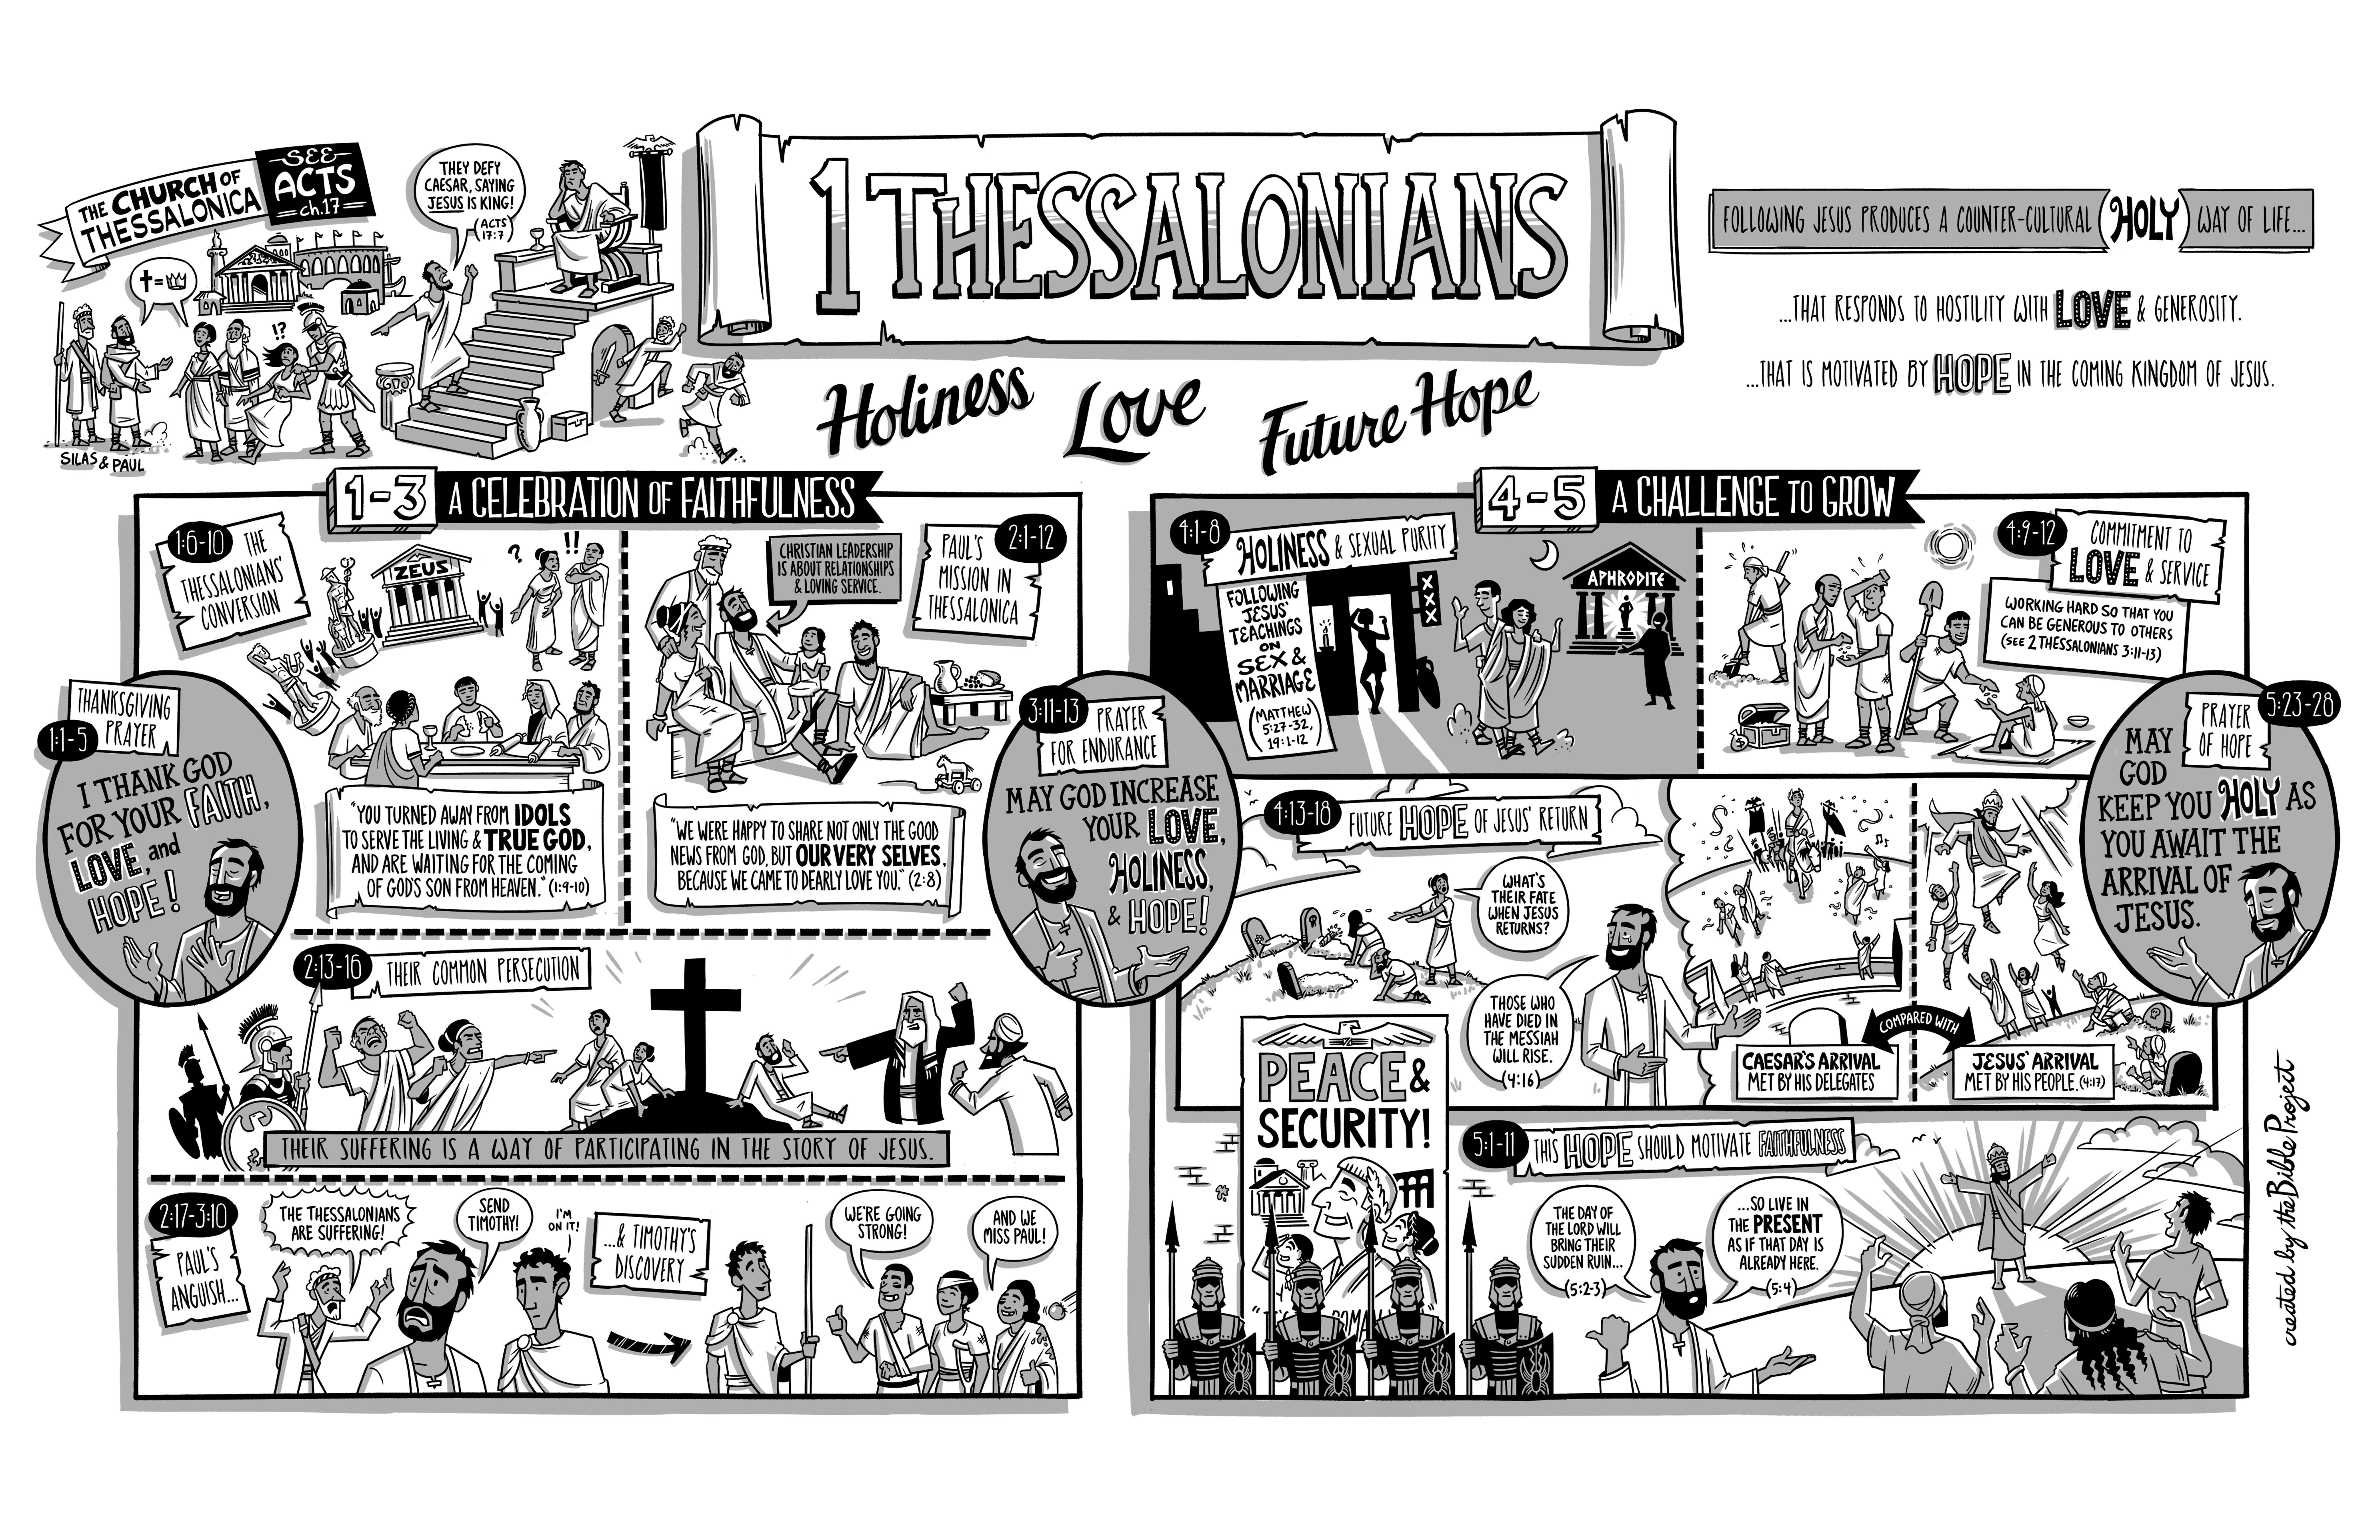 THE CHURCH OF
THESSALONICA
SEE
ACTS
ch.17
THEY DEFY
CAESAR, SAYING
JESUS IS KING!
(ACTS
17:7)
!?
SILAS & PAUL
1 THESSALONIANS
Holiness
Love
Future Hope
FOLLOWING JESUS PRODUCES A COUNTER-CULTURAL (HOLY) WAY OF LIFE...
...THAT RESPONDS TO HOSTILITY WITH LOVE & GENEROSITY.
...THAT IS MOTIVATED BY HOPE IN THE COMING KINGDOM OF JESUS.
1-3 A CELEBRATION OF FAITHFULNESS
THANKSGIVING
PRAYER
1:1-5
I THANK GOD
FOR YOUR FAITH,
LOVE, and
HOPE!
1:6-10 THE
THESSALONIANS'
CONVERSION
ZEUS
? !!
"YOU TURNED AWAY FROM IDOLS
TO SERVE THE LIVING & TRUE GOD,
AND ARE WAITING FOR THE COMING
OF GOD'S SON FROM HEAVEN." (1:9-10)
CHRISTIAN LEADERSHIP
IS ABOUT RELATIONSHIPS
& LOVING SERVICE.
PAUL'S 2:1-12
MISSION IN
THESSALONICA
"WE WERE HAPPY TO SHARE NOT ONLY THE GOOD
NEWS FROM GOD, BUT OUR VERY SELVES,
BECAUSE WE CAME TO DEARLY LOVE YOU." (2:8)
2:13-16 THEIR COMMON PERSECUTION
THEIR SUFFERING IS A WAY OF PARTICIPATING IN THE STORY OF JESUS.
2:17-3:10
PAUL'S
ANGUISH...
THE THESSALONIANS
ARE SUFFERING!
SEND
TIMOTHY!
I'M
ON IT!
...& TIMOTHY'S
DISCOVERY
WE'RE GOING
STRONG!
AND WE
MISS PAUL!
3:11-13 PRAYER
FOR ENDURANCE
MAY GOD INCREASE
YOUR LOVE,
HOLINESS,
& HOPE!
4-5 A CHALLENGE TO GROW
4:1-8
HOLINESS & SEXUAL PURITY
FOLLOWING
JESUS'
TEACHINGS
ON
SEX &
MARRIAGE
(MATTHEW
5:27-32,
19:1-12)
XXX
APHRODITE
4:9-12 COMMITMENT TO
LOVE & SERVICE
WORKING HARD SO THAT YOU
CAN BE GENEROUS TO OTHERS
(SEE 2 THESSALONIANS 3:11-13)
4:13-18 FUTURE HOPE OF JESUS' RETURN
WHAT'S
THEIR FATE
WHEN JESUS
RETURNS?
THOSE WHO
HAVE DIED IN
THE MESSIAH
WILL RISE.
(4:16)
CAESAR'S ARRIVAL
MET BY HIS DELEGATES
COMPARED WITH
JESUS' ARRIVAL
MET BY HIS PEOPLE. (4:17)
PEACE &
SECURITY!
5:1-11 THIS HOPE SHOULD MOTIVATE FAITHFULNESS
THE DAY OF
THE LORD WILL
BRING THEIR
SUDDEN RUIN...
(5:2-3)
...SO LIVE IN
THE PRESENT
AS IF THAT DAY IS
ALREADY HERE.
(5:4)
5:23-28
PRAYER
OF HOPE
MAY
GOD
KEEP YOU HOLY AS
YOU AWAIT THE
ARRIVAL OF
JESUS.
created by the Bible Project